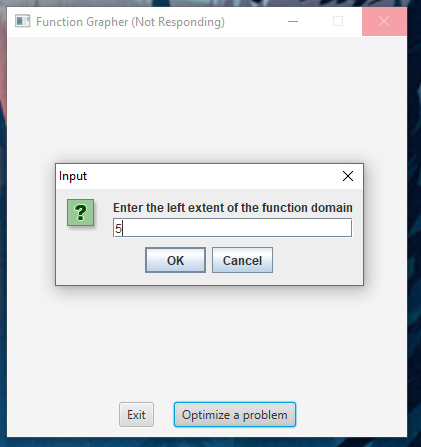 Function Grapher (Not Responding)
Input
?
Enter the left extent of the function domain
5
OK Cancel
Exit Optimize a problem